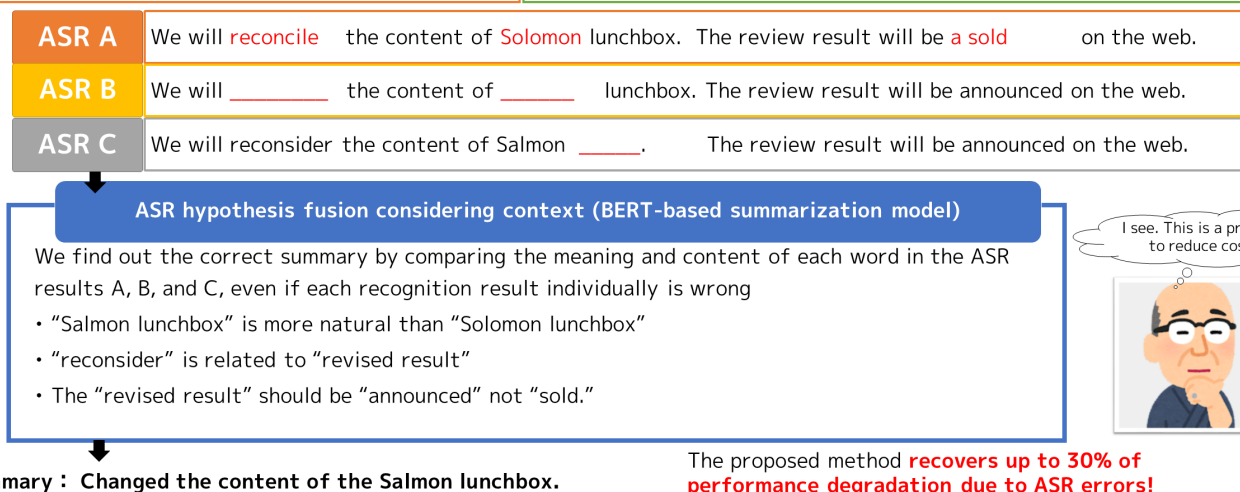 ASR A We will reconcile the content of Solomon lunchbox. The review result will be a sold on the web.
ASR B We will _________ the content of _______ lunchbox. The review result will be announced on the web.
ASR C We will reconsider the content of Salmon ______. The review result will be announced on the web.
ASR hypothesis fusion considering context (BERT-based summarization model)
We find out the correct summary by comparing the meaning and content of each word in the ASR
results A, B, and C, even if each recognition result individually is wrong
・“Salmon lunchbox” is more natural than “Solomon lunchbox”
・“reconsider” is related to “revised result”
・The “revised result” should be “announced” not “sold.”
I see. This is a
to reduce
: Changed the content of the Salmon lunchbox.
The proposed method recovers up to 30% of
performance degradation due to ASR errors!